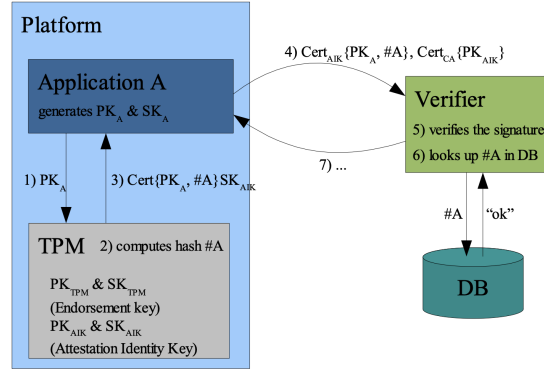 Platform
Application A
generates PK_A & SK_A
1) PK_A
3) Cert{PK_A, #A}SK_AIK
TPM
2) computes hash #A
PK_TPM & SK_TPM
(Endorsement key)
PK_AIK & SK_AIK
(Attestation Identity Key)
4) Cert_AIK{PK_A, #A}, Cert_CA{PK_AIK}
7) ...
Verifier
5) verifies the signature
6) looks up #A in DB
#A
“ok”
DB